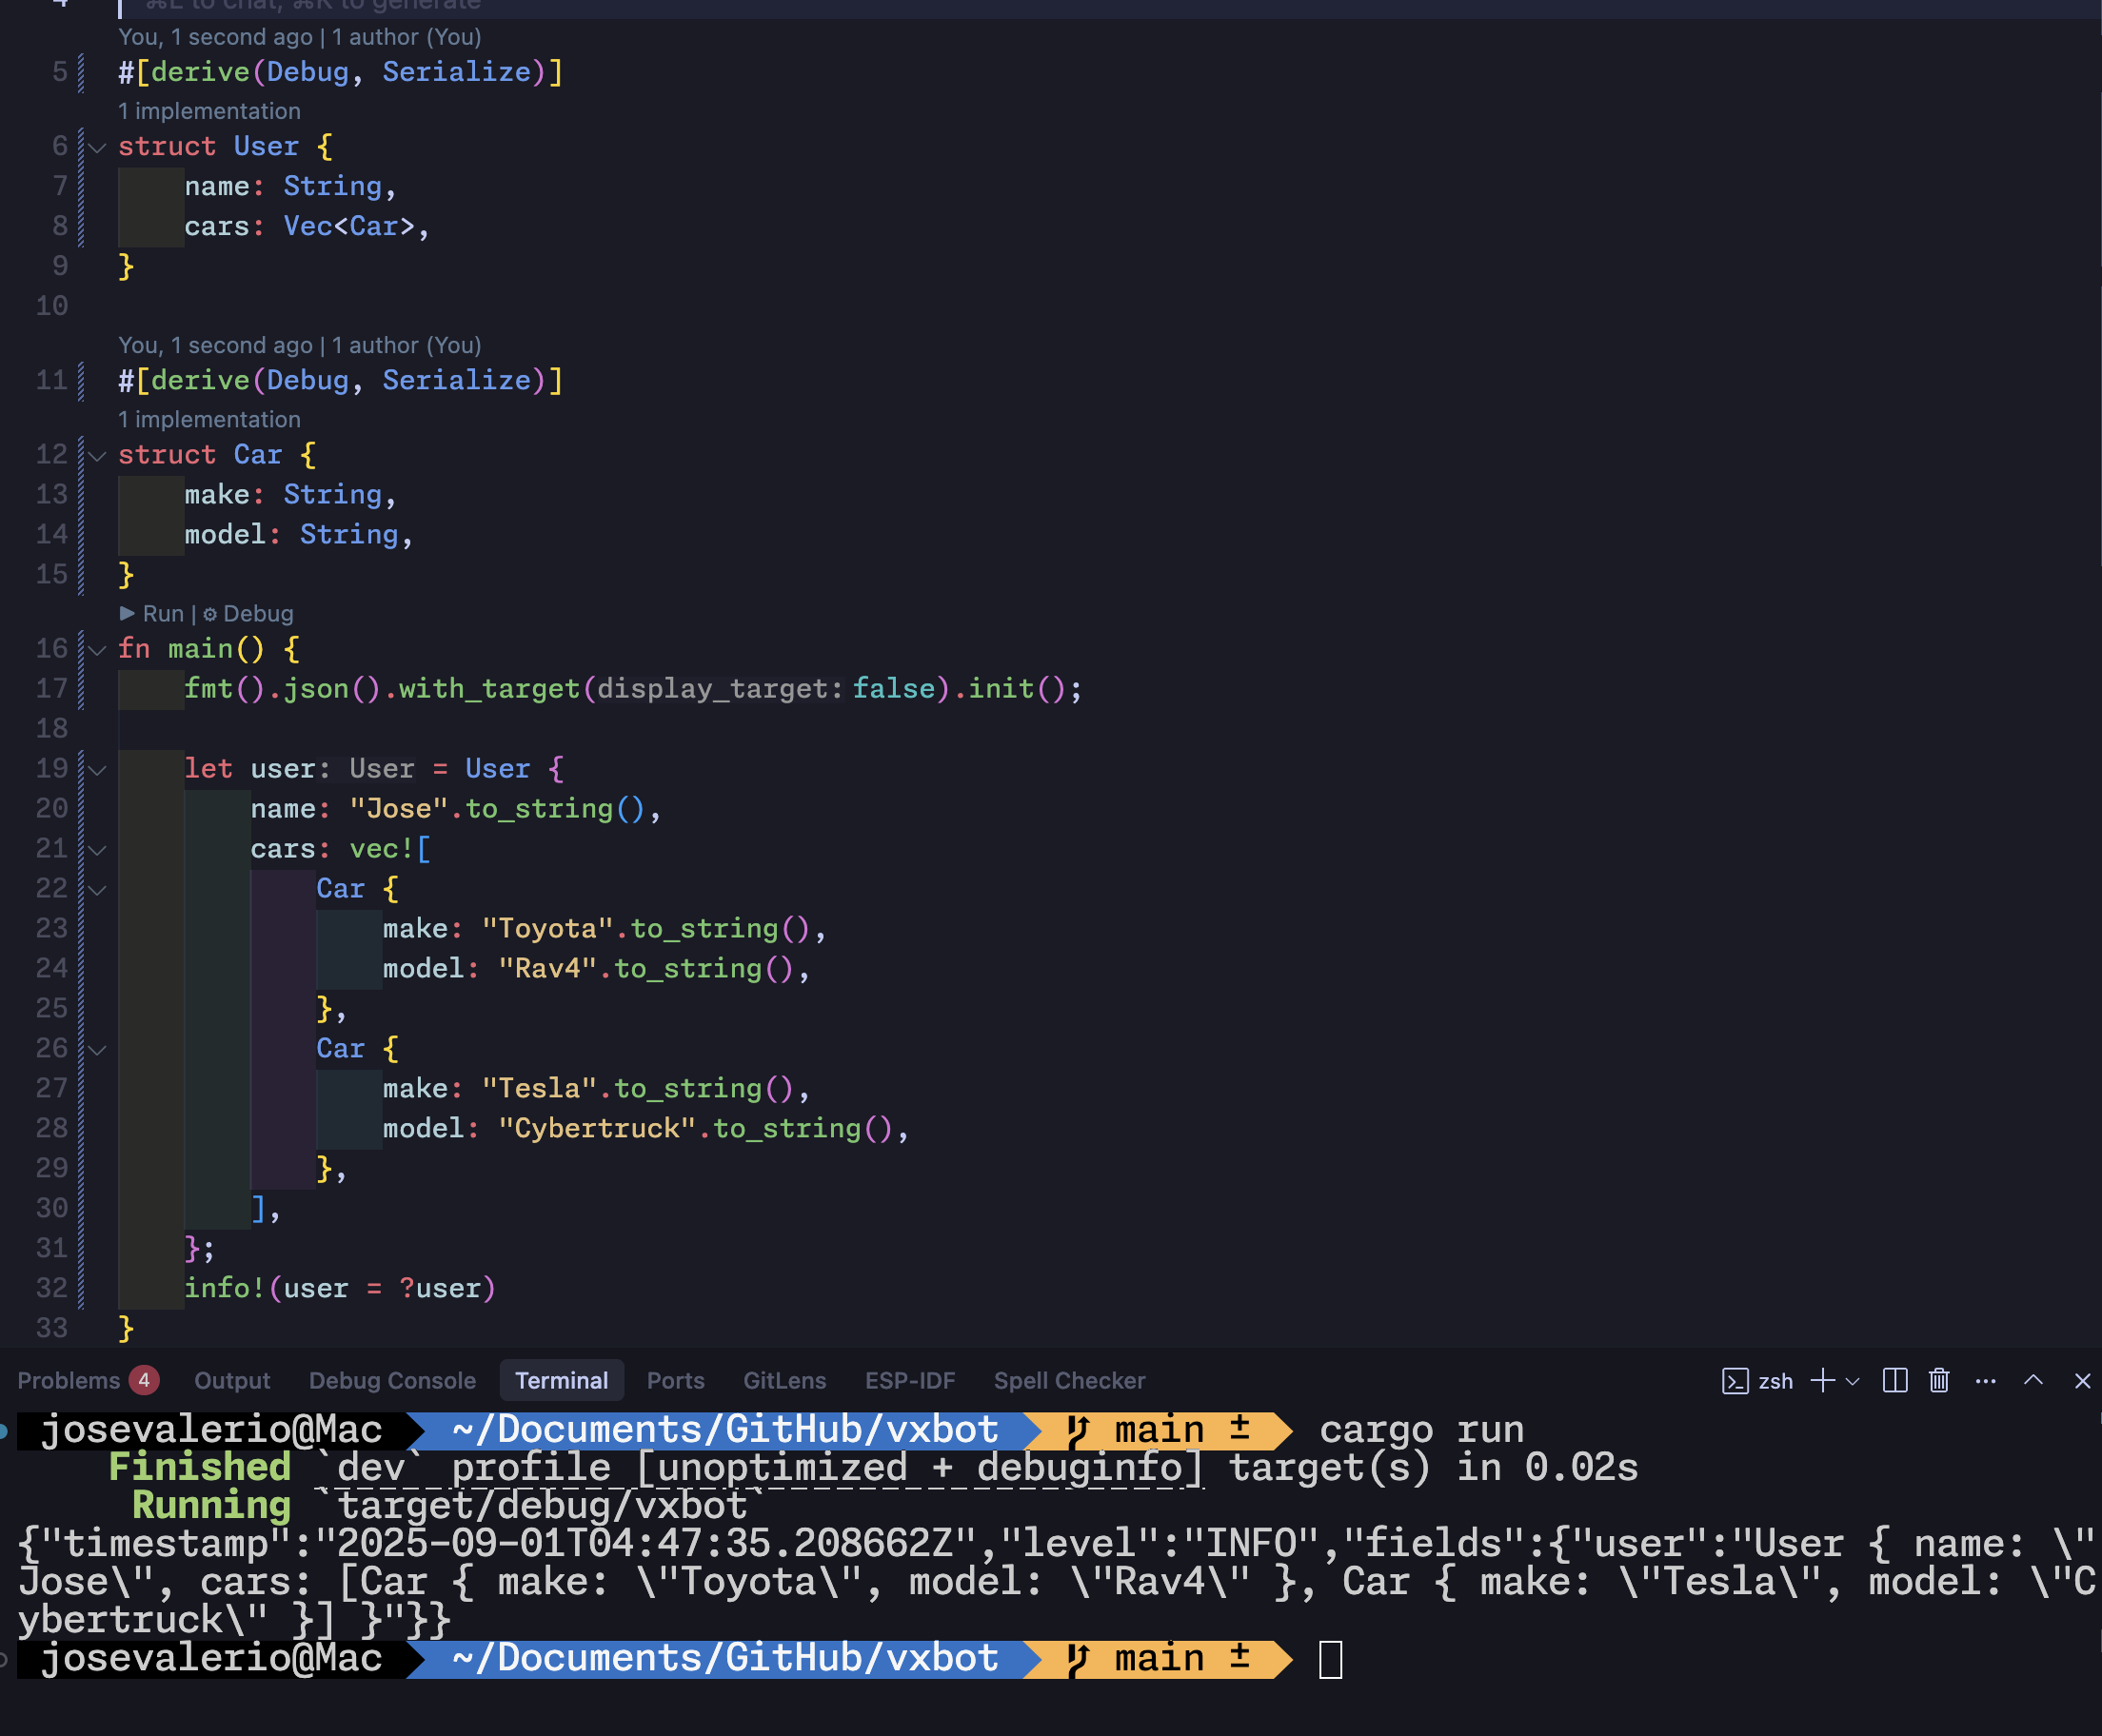 4 ⌘L to chat, ⌘K to generate
You, 1 second ago | 1 author (You)
5 #[derive(Debug, Serialize)]
1 implementation
6 struct User {
7 name: String,
8 cars: Vec<Car>,
9 }
10
You, 1 second ago | 1 author (You)
11 #[derive(Debug, Serialize)]
1 implementation
12 struct Car {
13 make: String,
14 model: String,
15 }
▶ Run | ⚙ Debug
16 fn main() {
17 fmt().json().with_target(display_target: false).init();
18
19 let user: User = User {
20 name: "Jose".to_string(),
21 cars: vec![
22 Car {
23 make: "Toyota".to_string(),
24 model: "Rav4".to_string(),
25 },
26 Car {
27 make: "Tesla".to_string(),
28 model: "Cybertruck".to_string(),
29 },
30 ],
31 };
32 info!(user = ?user)
33 }
Problems 4 Output Debug Console Terminal Ports GitLens ESP-IDF Spell Checker zsh
josevalerio@Mac ~/Documents/GitHub/vxbot main ± cargo run
Finished `dev` profile [unoptimized + debuginfo] target(s) in 0.02s
Running `target/debug/vxbot`
{"timestamp":"2025-09-01T04:47:35.208662Z","level":"INFO","fields":{"user":"User { name: \"
Jose\", cars: [Car { make: \"Toyota\", model: \"Rav4\" }, Car { make: \"Tesla\", model: \"C
ybertruck\" }] }"}}
josevalerio@Mac ~/Documents/GitHub/vxbot main ±